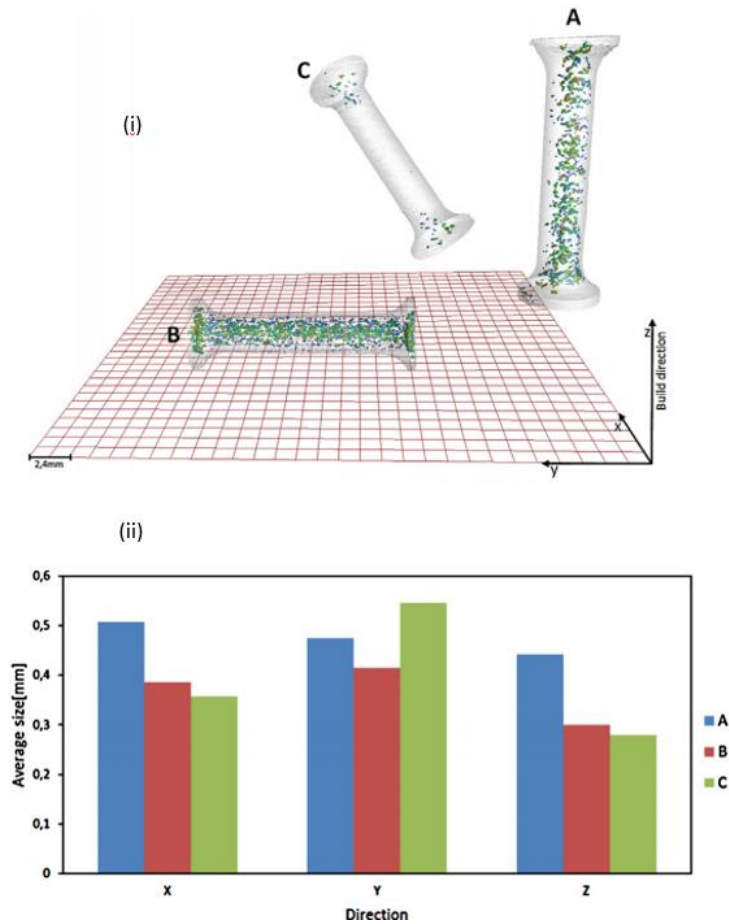 A
C
(i)
B
z
Build direction
x
y
2,4mm
(ii)
0,6
0,5
0,4
0,3
0,2
0,1
0
Average size[mm]
X
Y
Z
Direction
A
B
C